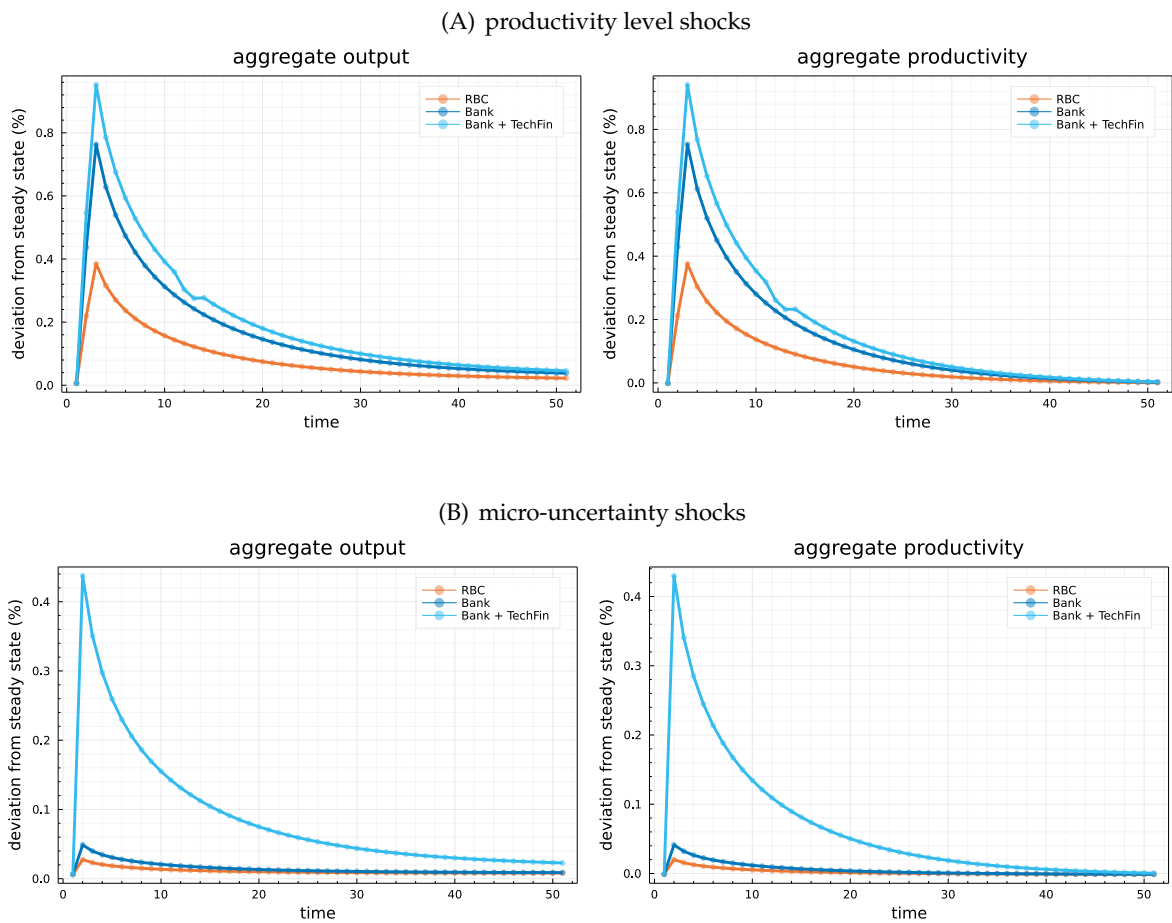 (A) productivity level shocks
aggregate output
deviation from steady state (%)
0.8
0.6
0.4
0.2
0.0
RBC
Bank
Bank + TechFin
0 10 20 30 40 50
time
aggregate productivity
deviation from steady state (%)
0.8
0.6
0.4
0.2
0.0
RBC
Bank
Bank + TechFin
0 10 20 30 40 50
time
(B) micro-uncertainty shocks
aggregate output
deviation from steady state (%)
0.4
0.3
0.2
0.1
0.0
RBC
Bank
Bank + TechFin
0 10 20 30 40 50
time
aggregate productivity
deviation from steady state (%)
0.4
0.3
0.2
0.1
0.0
RBC
Bank
Bank + TechFin
0 10 20 30 40 50
time